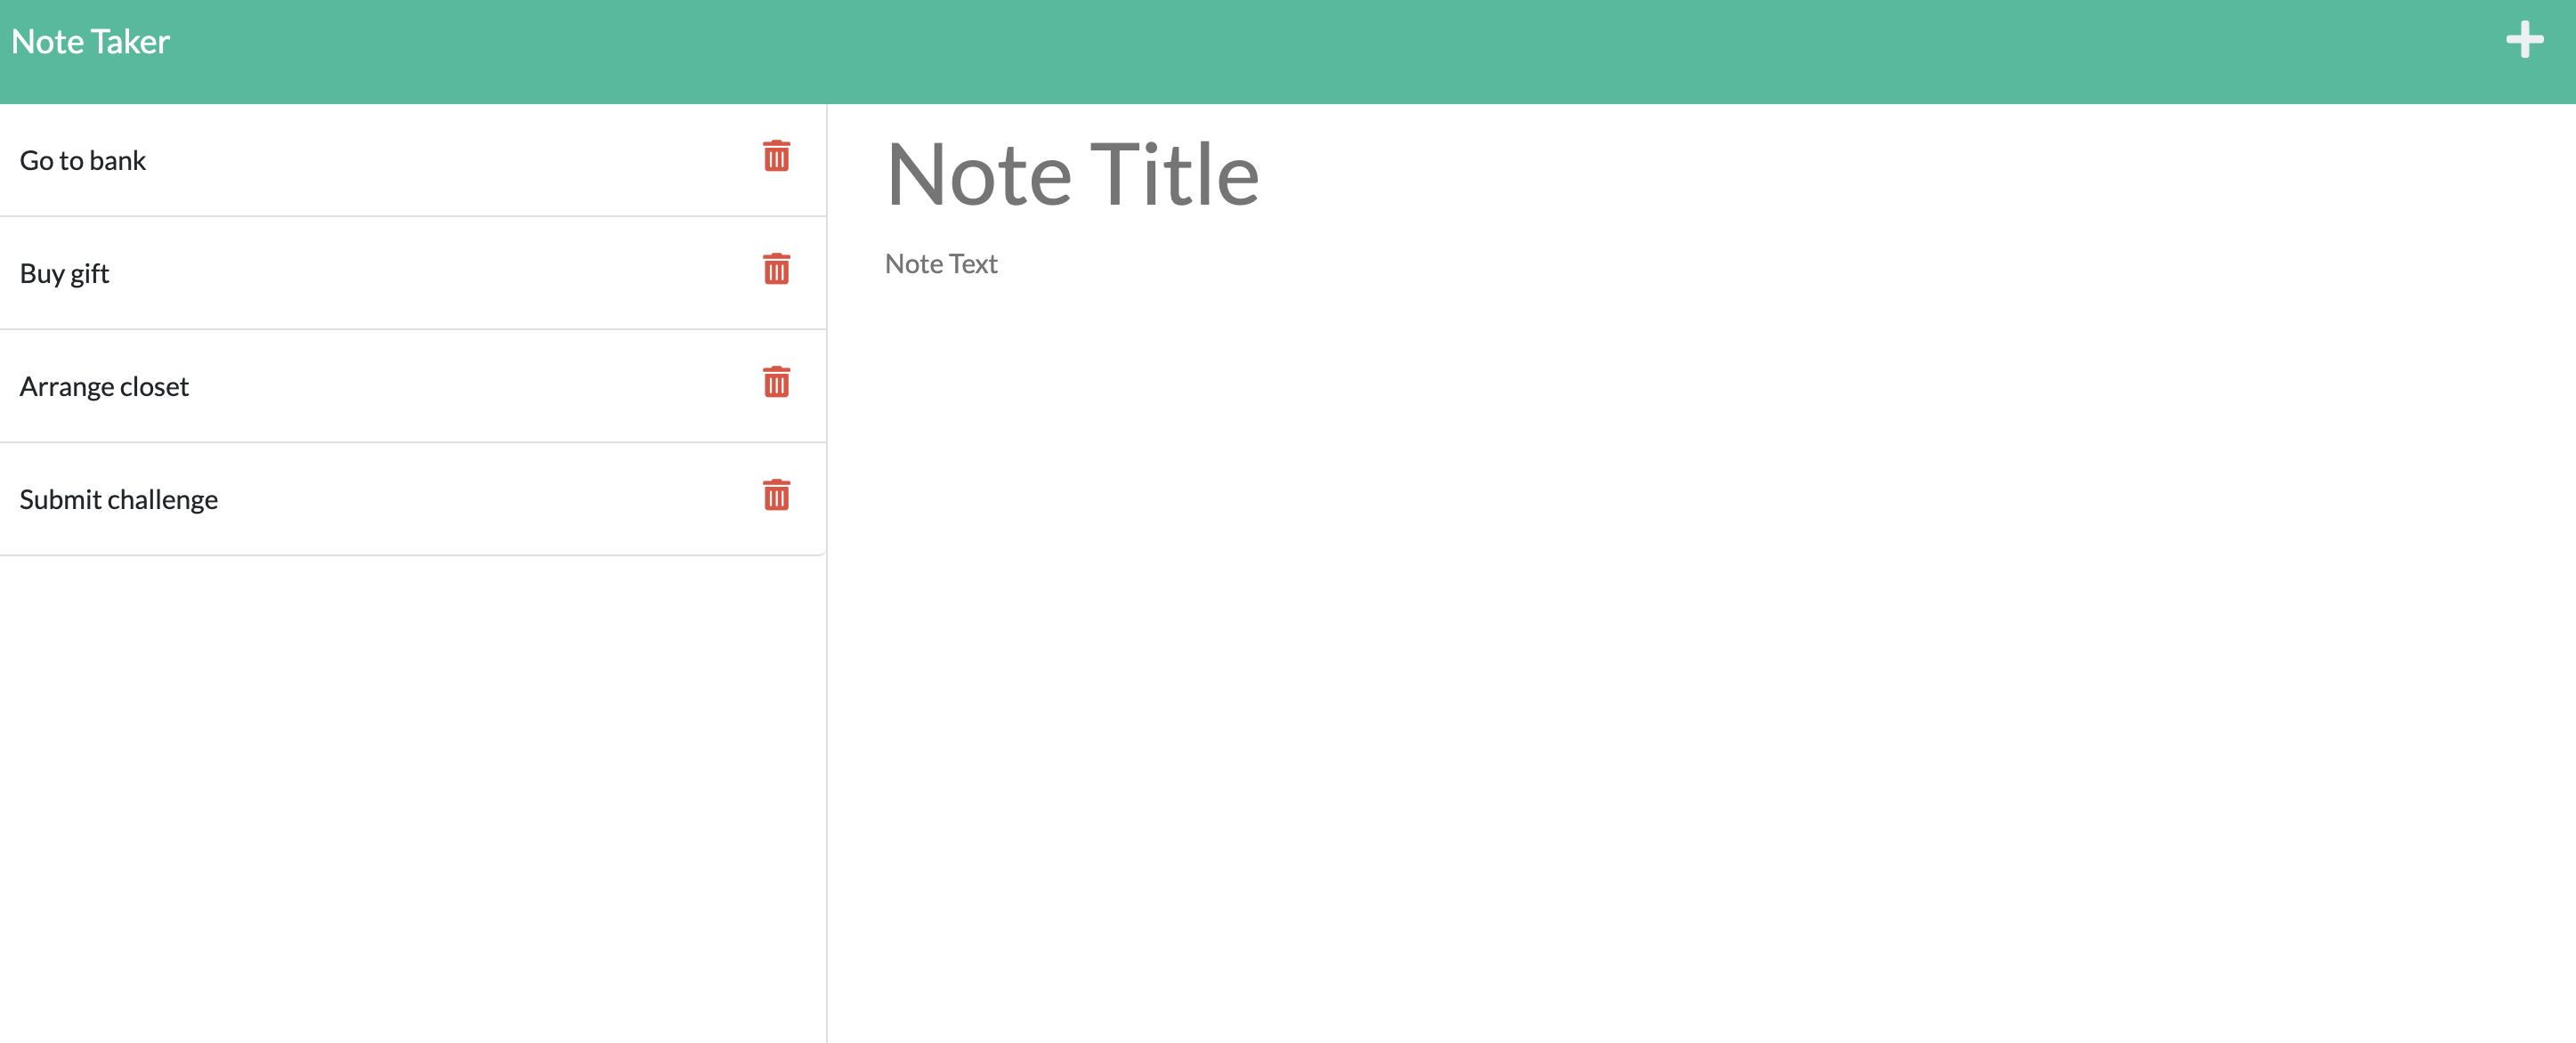 Note Taker
Go to bank
Buy gift
Arrange closet
Submit challenge
Note Title
Note Text